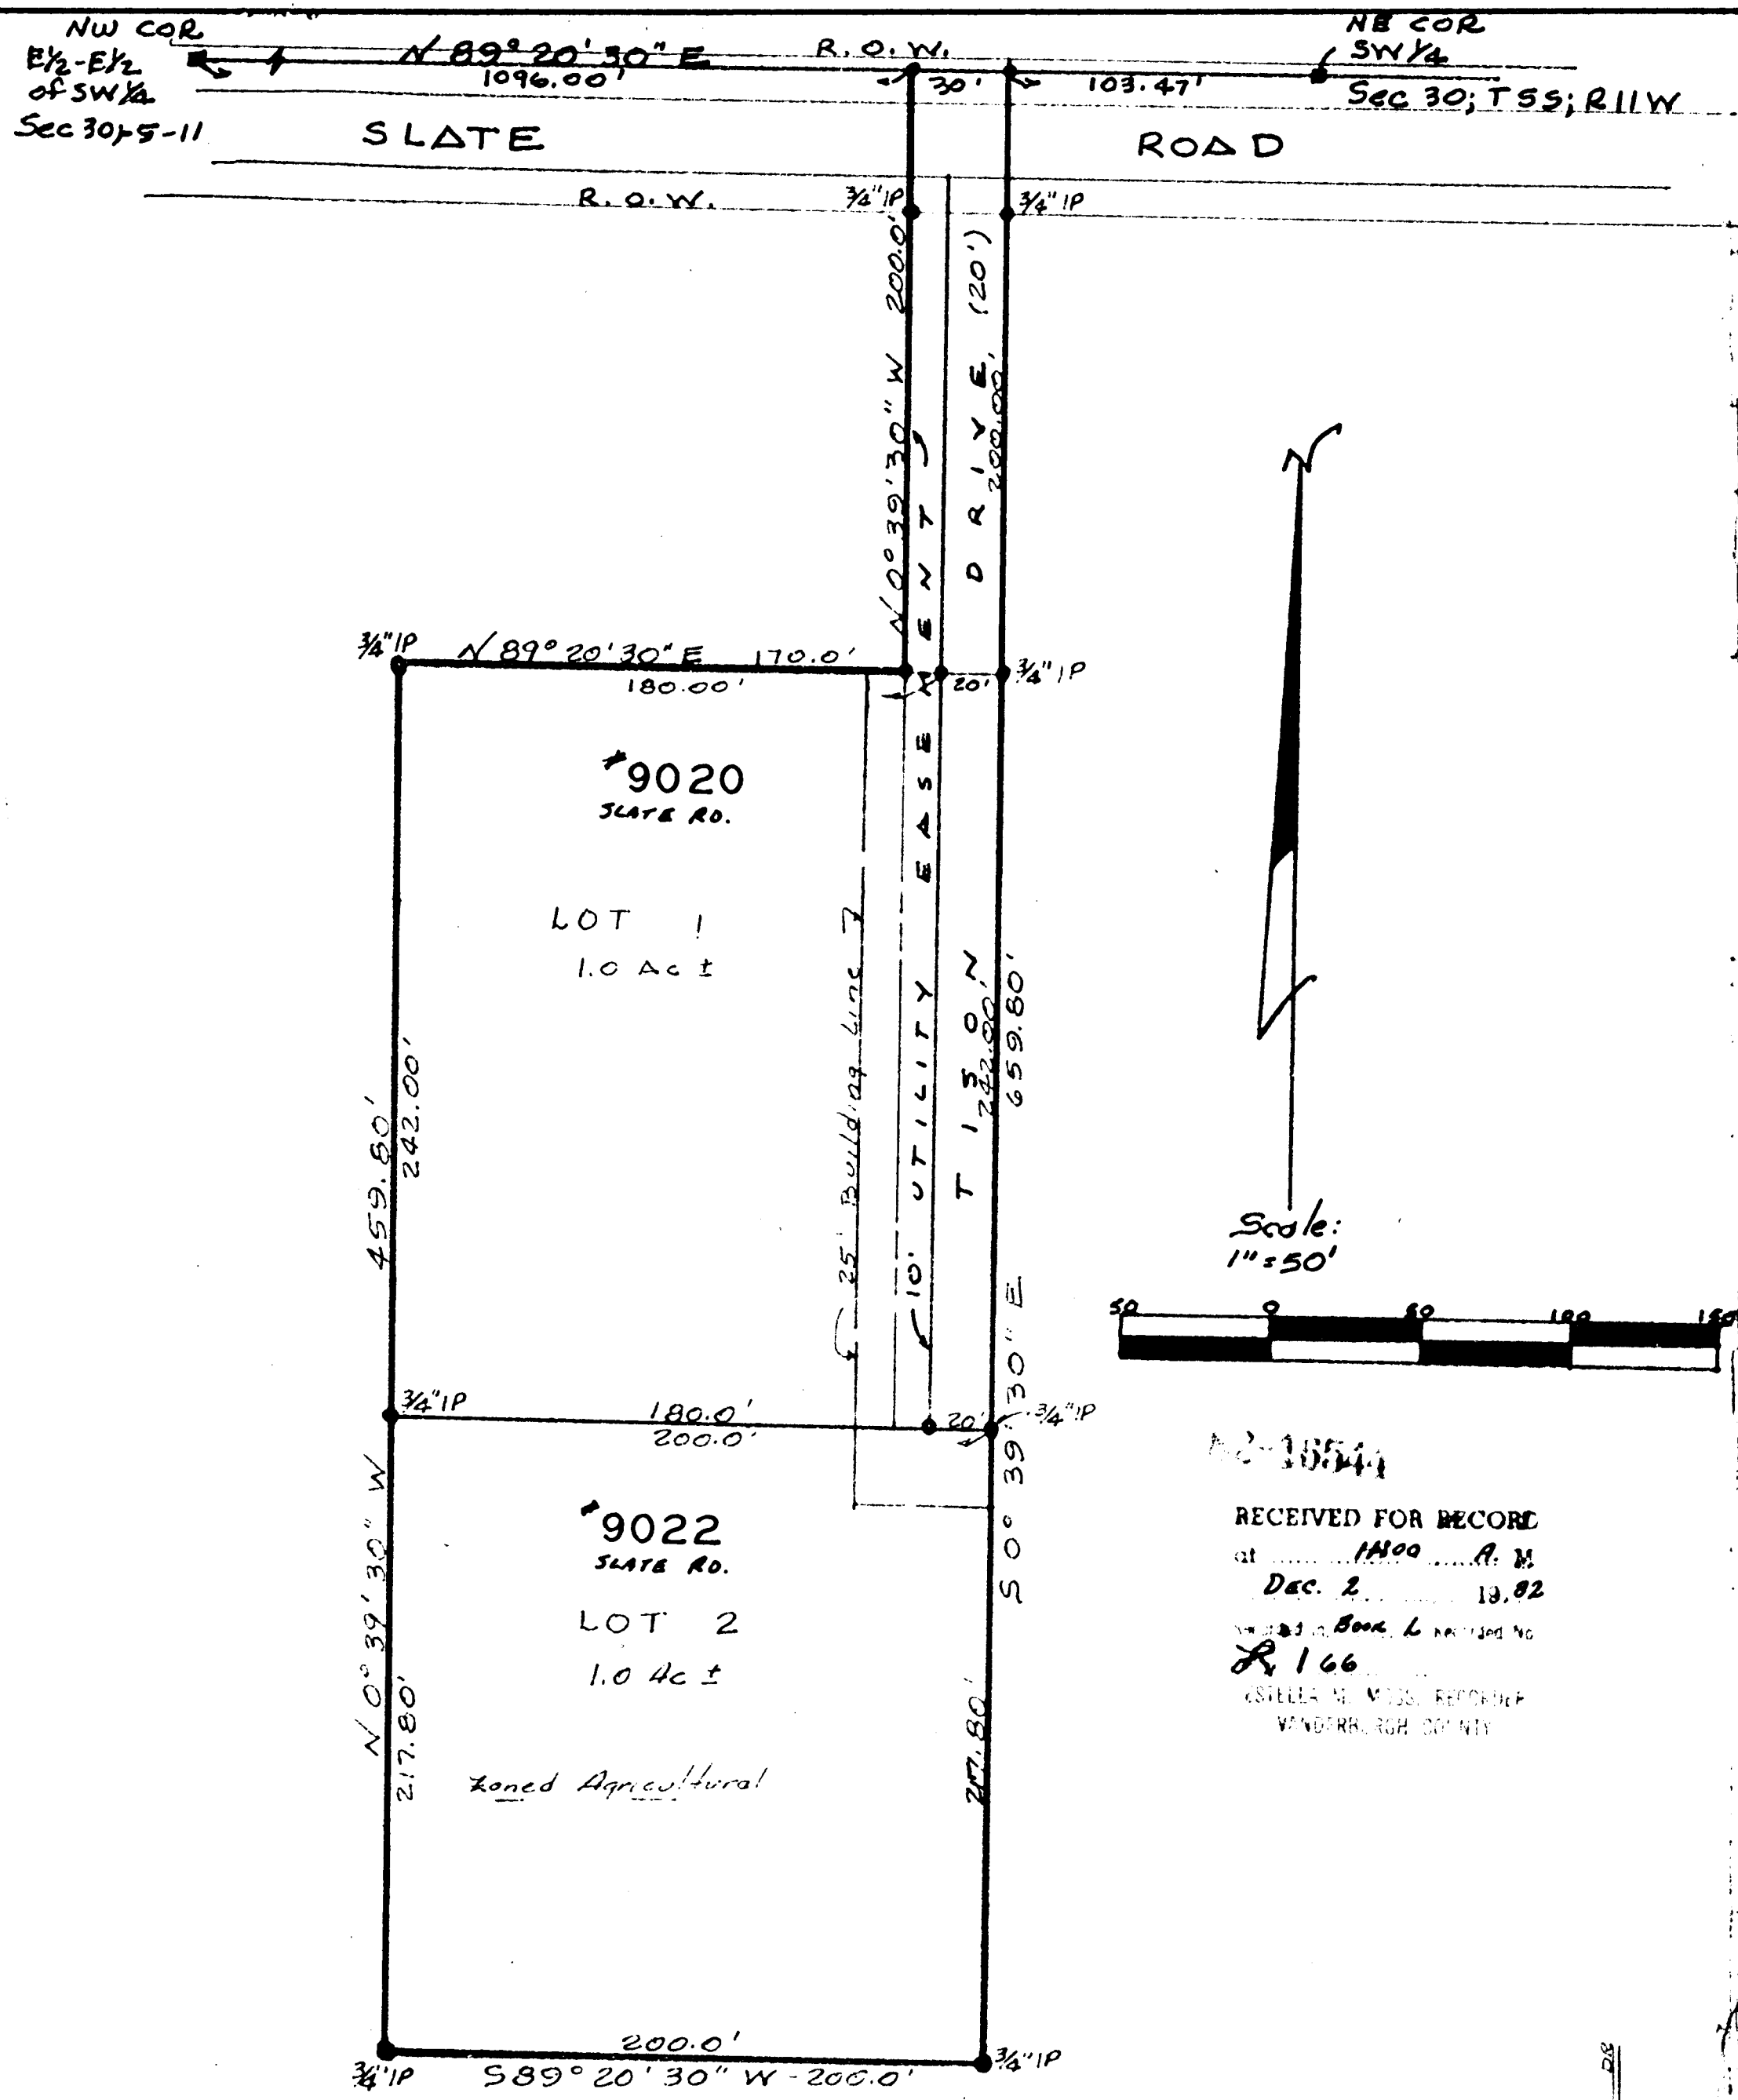 NW COR
E½-E½
of SW¼
Sec 30-5-11
N 89° 20' 30" E
1096.00'
R.O.W.
30'
103.47'
NE COR
SW¼
Sec 30; T5S; R11W
SLATE ROAD
R.O.W.
¾" IP
¾" IP
N 0° 39' 30" W 200.0'
10' UTILITY EASEMENT
TISON DRIVE (20')
200.00'
¾" IP
N 89° 20' 30" E 170.0'
180.00'
20'
¾" IP
#9020
SLATE RD.
LOT 1
1.0 Ac ±
25' Building Line
242.00'
659.80'
459.80'
242.00'
N
Scale:
1"=50'
50 0 50 100 150
¾" IP
180.0'
200.0'
20'
¾" IP
S 0° 39' 30" E
N 0° 39' 30" W
217.80'
#9022
SLATE RD.
LOT 2
1.0 Ac ±
217.80'
Zoned Agricultural
82-16544
RECEIVED FOR RECORD
at A. M
DEC. 2 1982
Book L
166
ESTELLA M. MOSS, RECORDER
VANDERBURGH COUNTY
200.0'
¾" IP
S 89° 20' 30" W - 200.0'
¾" IP